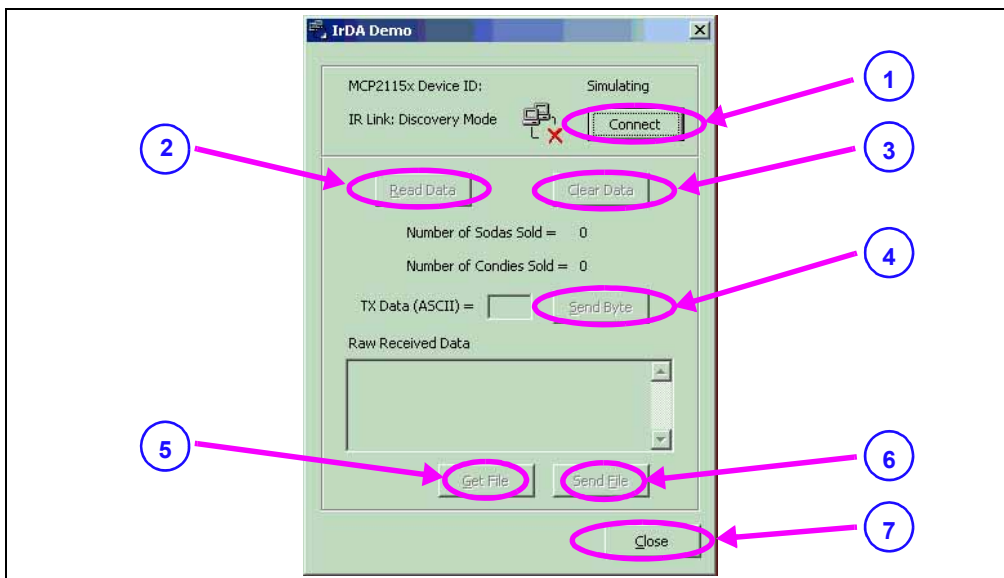 IrDA Demo
MCP2115x Device ID: Simulating
IR Link: Discovery Mode Connect
1
2
3
Read Data Clear Data
Number of Sodas Sold = 0
Number of Condies Sold = 0
4
TX Data (ASCII) = Send Byte
Raw Received Data
5
6
Get File Send File
7
Close